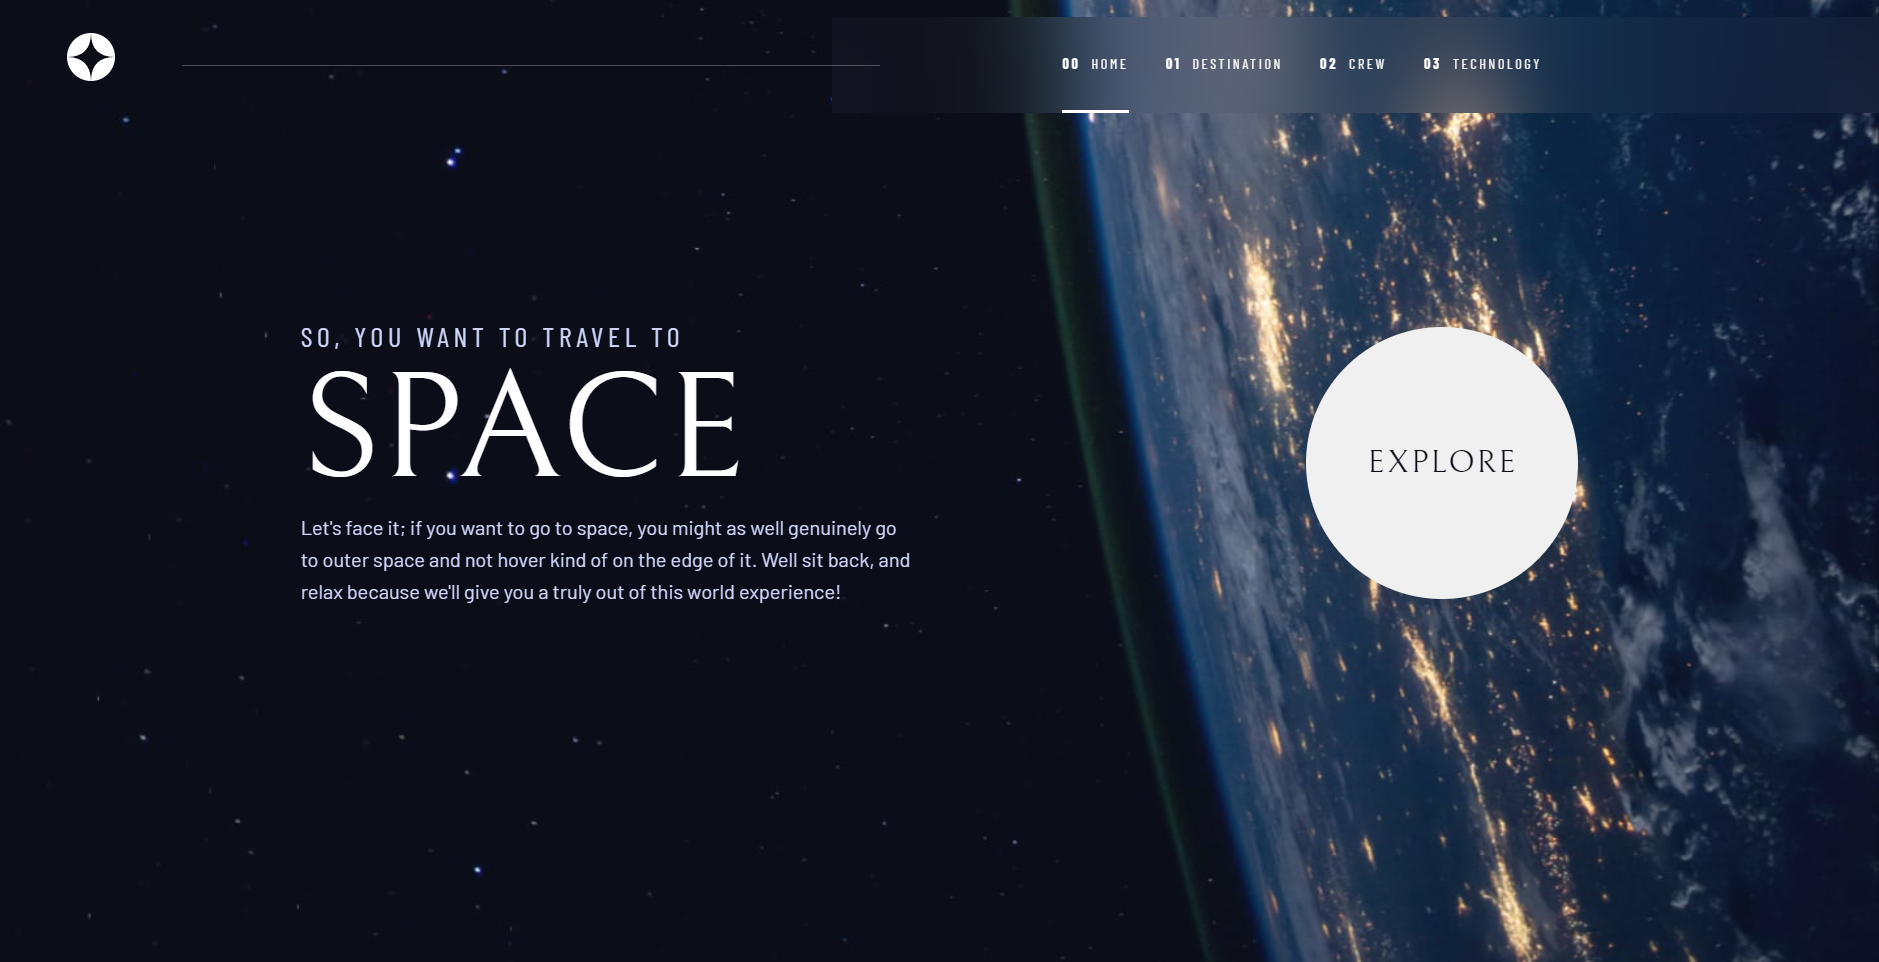 00 HOME 01 DESTINATION 02 CREW 03 TECHNOLOGY
SO, YOU WANT TO TRAVEL TO
SPACE
Let's face it; if you want to go to space, you might as well genuinely go
to outer space and not hover kind of on the edge of it. Well sit back, and
relax because we'll give you a truly out of this world experience!
EXPLORE